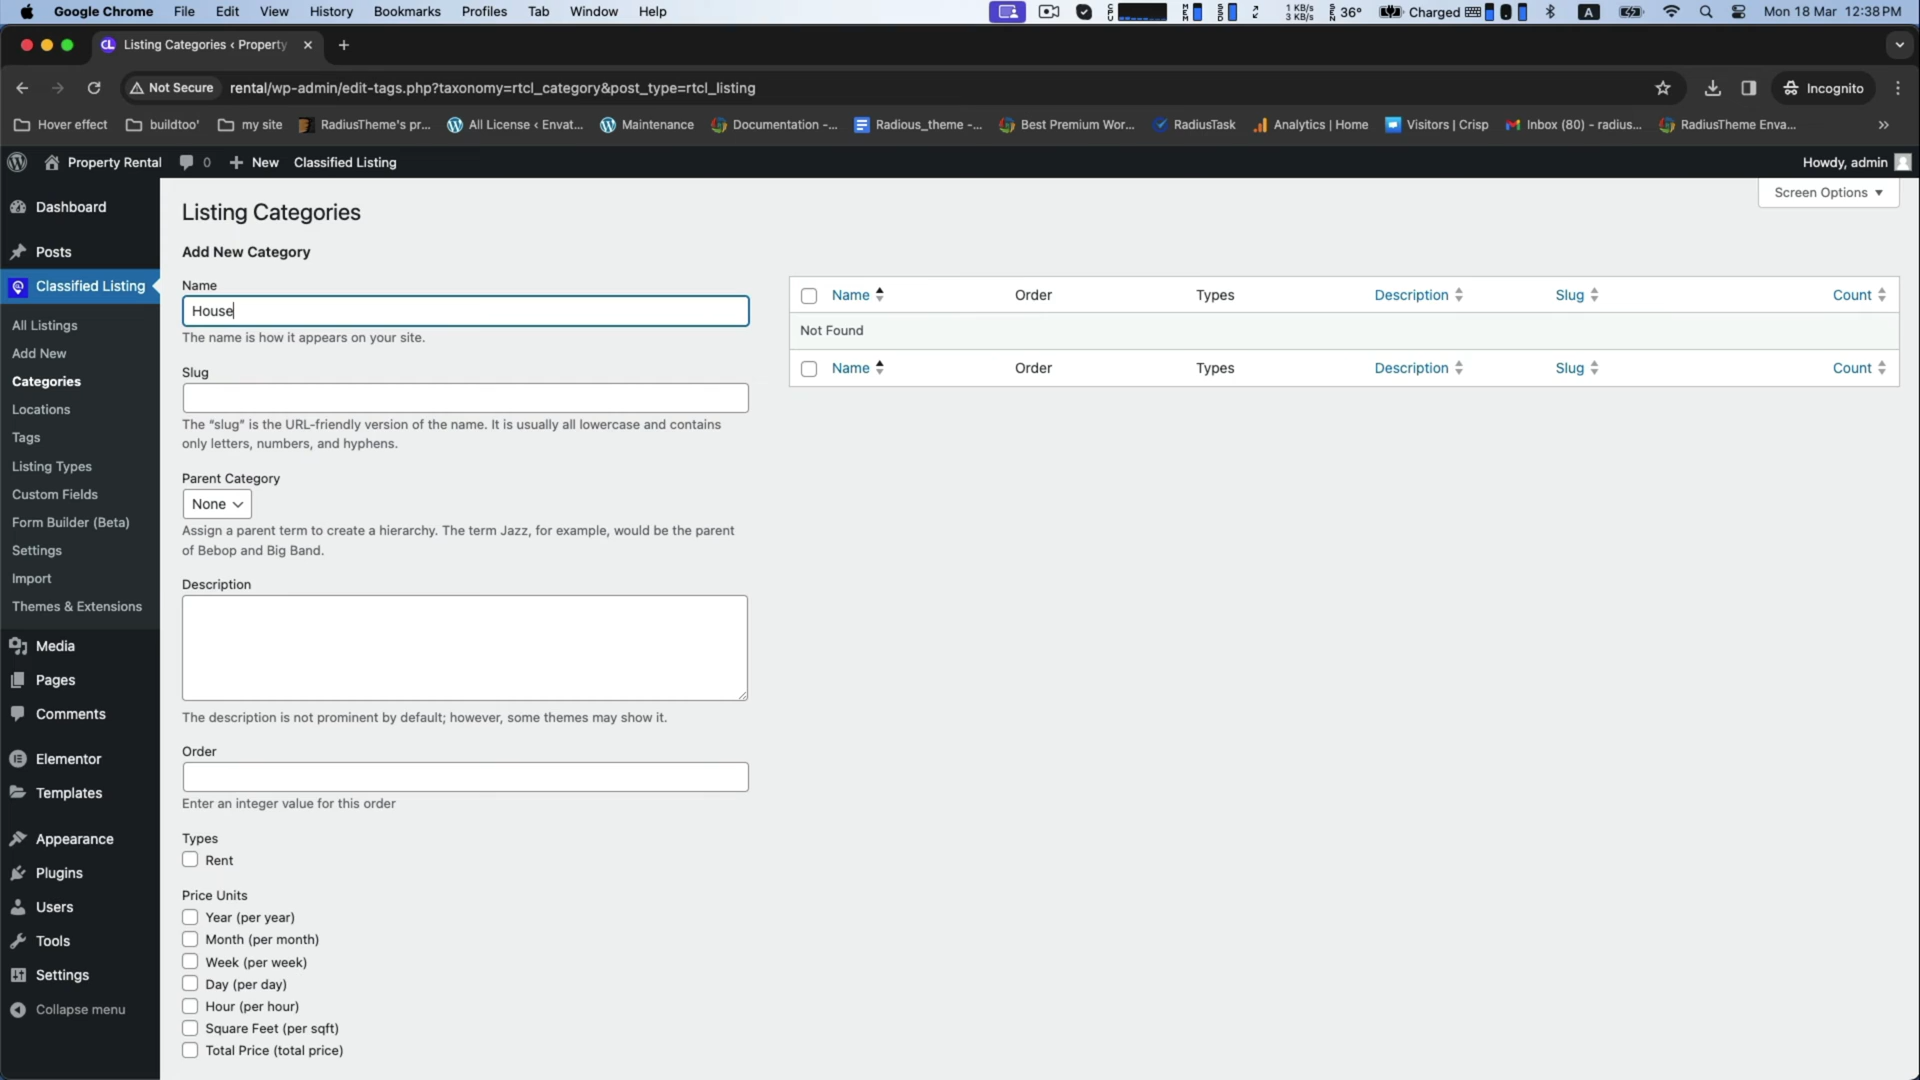 Google Chrome File Edit View History Bookmarks Profiles Tab Window Help
1 KB/s
3 KB/s
36° Charged A Mon 18 Mar 12:38 PM
Listing Categories ‹ Property
Not Secure rental/wp-admin/edit-tags.php?taxonomy=rtcl_category&post_type=rtcl_listing Incognito
Hover effect buildtoo' my site RadiusTheme's pr... All License ‹ Envat... Maintenance Documentation -... Radious_theme -... Best Premium Wor... RadiusTask Analytics | Home Visitors | Crisp Inbox (80) - radius... RadiusTheme Enva... »
Property Rental 0 New Classified Listing Howdy, admin
Screen Options
Dashboard
Posts
Classified Listing
All Listings
Add New
Categories
Locations
Tags
Listing Types
Custom Fields
Form Builder (Beta)
Settings
Import
Themes & Extensions
Media
Pages
Comments
Elementor
Templates
Appearance
Plugins
Users
Tools
Settings
Collapse menu
Listing Categories
Add New Category
Name
House
The name is how it appears on your site.
Slug
The “slug” is the URL-friendly version of the name. It is usually all lowercase and contains
only letters, numbers, and hyphens.
Parent Category
None
Assign a parent term to create a hierarchy. The term Jazz, for example, would be the parent
of Bebop and Big Band.
Description
The description is not prominent by default; however, some themes may show it.
Order
Enter an integer value for this order
Types
Rent
Price Units
Year (per year)
Month (per month)
Week (per week)
Day (per day)
Hour (per hour)
Square Feet (per sqft)
Total Price (total price)
Name Order Types Description Slug Count
Not Found
Name Order Types Description Slug Count